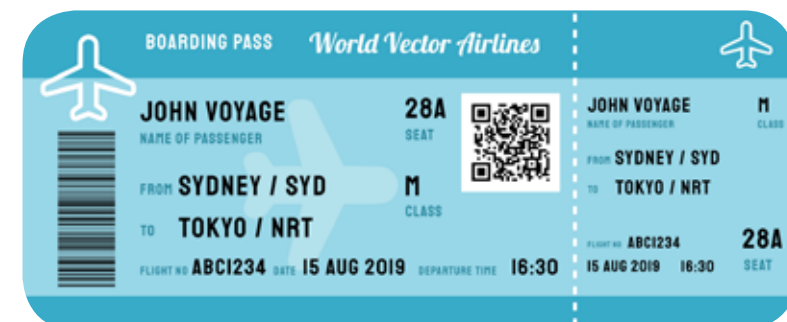 BOARDING PASS World Vector Airlines
JOHN VOYAGE
NAME OF PASSENGER
28A
SEAT
FROM SYDNEY / SYD
M
CLASS
TO TOKYO / NRT
FLIGHT NO ABC1234 DATE 15 AUG 2019 DEPARTURE TIME 16:30
JOHN VOYAGE
NAME OF PASSENGER
M
CLASS
FROM SYDNEY / SYD
TO TOKYO / NRT
FLIGHT NO ABC1234
15 AUG 2019 16:30
28A
SEAT